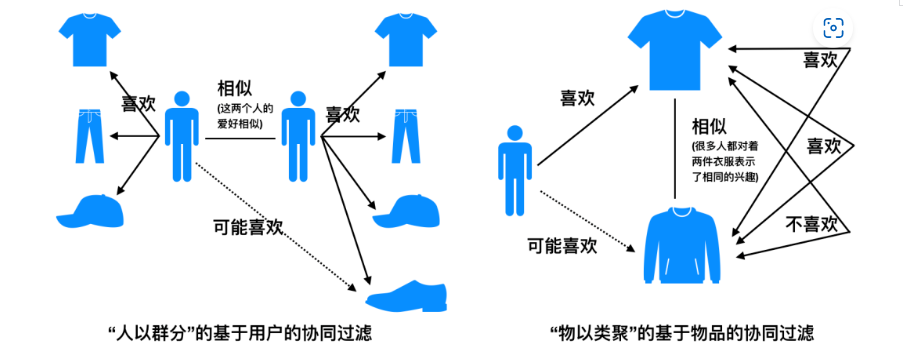 喜欢
相似
(这两个人的
爱好相似)
喜欢
可能喜欢
“人以群分”的基于用户的协同过滤
喜欢
喜欢
相似
(很多人都对着
两件衣服表示
了相同的兴趣)
喜欢
不喜欢
可能喜欢
“物以类聚”的基于物品的协同过滤